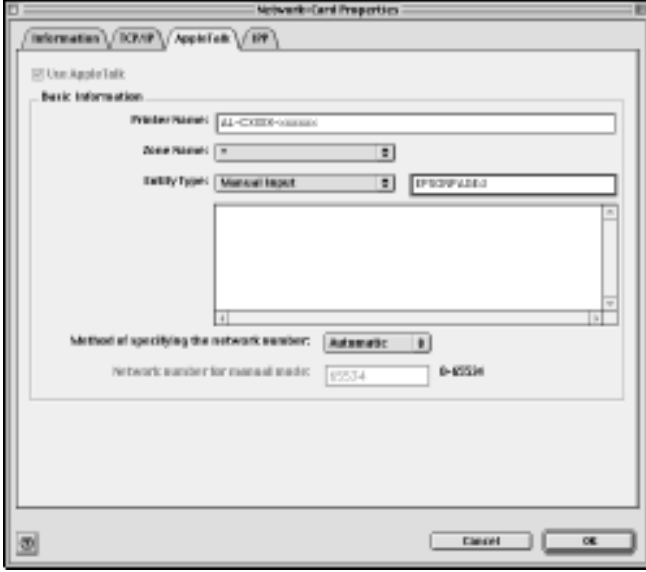 Network-Card Properties
Information TCP/IP AppleTalk IPP
Use AppleTalk
Basic Information
Printer Name:
Zone Name: *
Entity Type: Manual Input
Method of specifying the network number: Automatic
Network number for manual mode: 65534 0-65534
Cancel OK